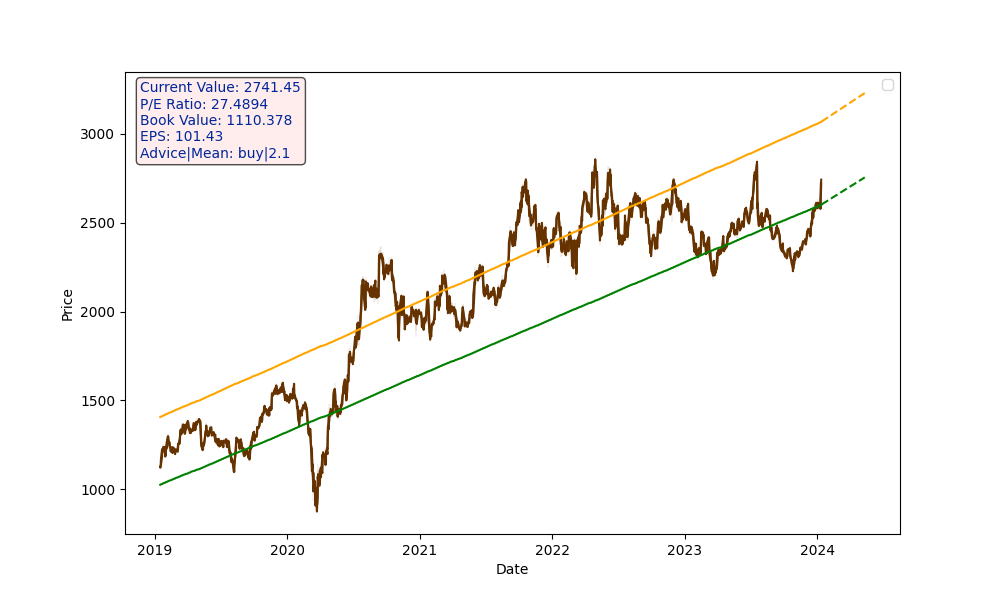 Current Value: 2741.45
P/E Ratio: 27.4894
Book Value: 1110.378
EPS: 101.43
Advice|Mean: buy|2.1
3000
2500
2000
1500
1000
Price
2019
2020
2021
2022
2023
2024
Date